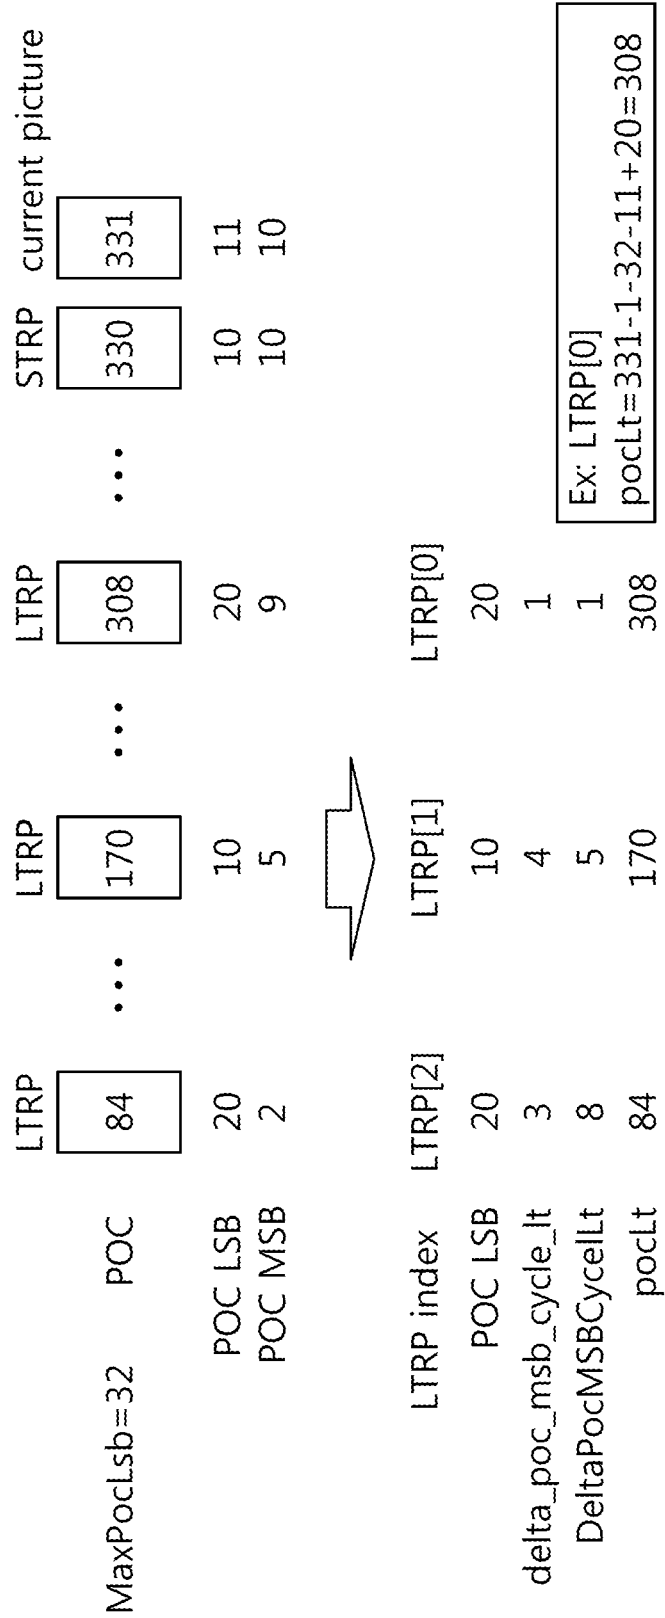 LTRP LTRP LTRP STRP current picture
MaxPocLsb=32 POC 84 ... 170 ... 308 ... 330 331
POC LSB 20 10 20 10 11
POC MSB 2 5 9 10 10
LTRP index LTRP[2] LTRP[1] LTRP[0]
POC LSB 20 10 20
delta_poc_msb_cycle_lt 3 4 1
DeltaPocMSBCycelLt 8 5 1
pocLt 84 170 308
Ex: LTRP[0]
pocLt=331-1-32-11+20=308